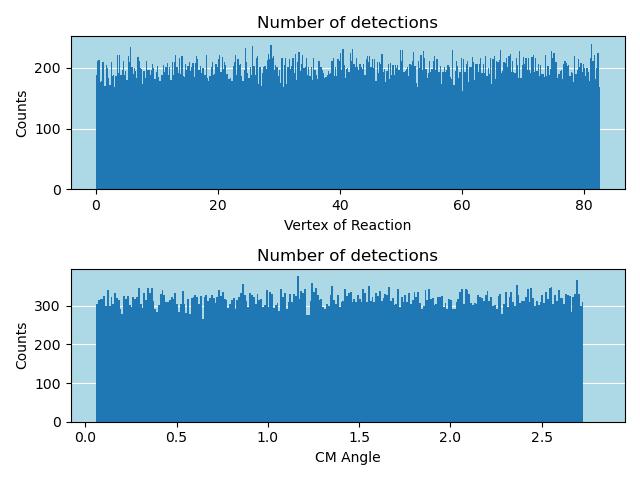 Number of detections
200
100
0
Counts
0 20 40 60 80
Vertex of Reaction
Number of detections
300
200
100
0
Counts
0.0 0.5 1.0 1.5 2.0 2.5
CM Angle